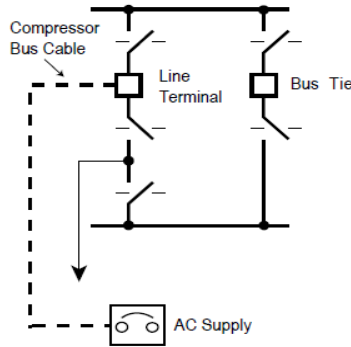 Compressor
Bus Cable
Line
Terminal
Bus Tie
AC Supply